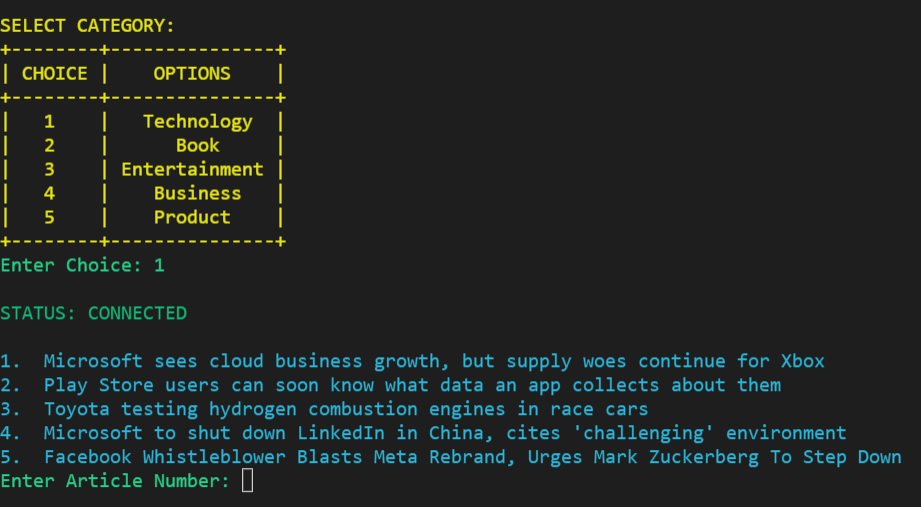 SELECT CATEGORY:
+--------+---------------+
| CHOICE |    OPTIONS    |
+--------+---------------+
|   1    |   Technology  |
|   2    |      Book     |
|   3    | Entertainment |
|   4    |    Business   |
|   5    |    Product    |
+--------+---------------+
Enter Choice: 1
STATUS: CONNECTED
1.  Microsoft sees cloud business growth, but supply woes continue for Xbox
2.  Play Store users can soon know what data an app collects about them
3.  Toyota testing hydrogen combustion engines in race cars
4.  Microsoft to shut down LinkedIn in China, cites 'challenging' environment
5.  Facebook Whistleblower Blasts Meta Rebrand, Urges Mark Zuckerberg To Step Down
Enter Article Number: